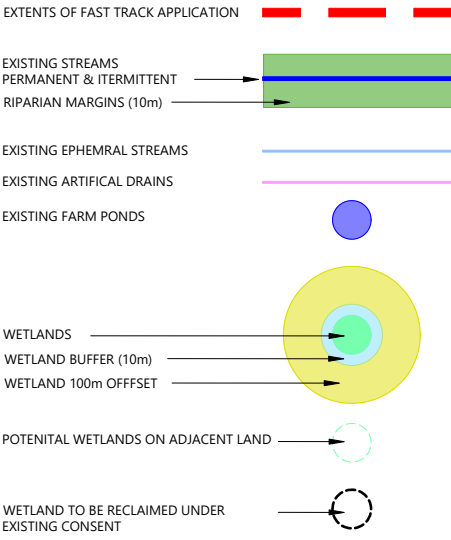 EXTENTS OF FAST TRACK APPLICATION
EXISTING STREAMS
PERMANENT & ITERMITTENT
RIPARIAN MARGINS (10m)
EXISTING EPHEMRAL STREAMS
EXISTING ARTIFICAL DRAINS
EXISTING FARM PONDS
WETLANDS
WETLAND BUFFER (10m)
WETLAND 100m OFFFSET
POTENITAL WETLANDS ON ADJACENT LAND
WETLAND TO BE RECLAIMED UNDER
EXISTING CONSENT